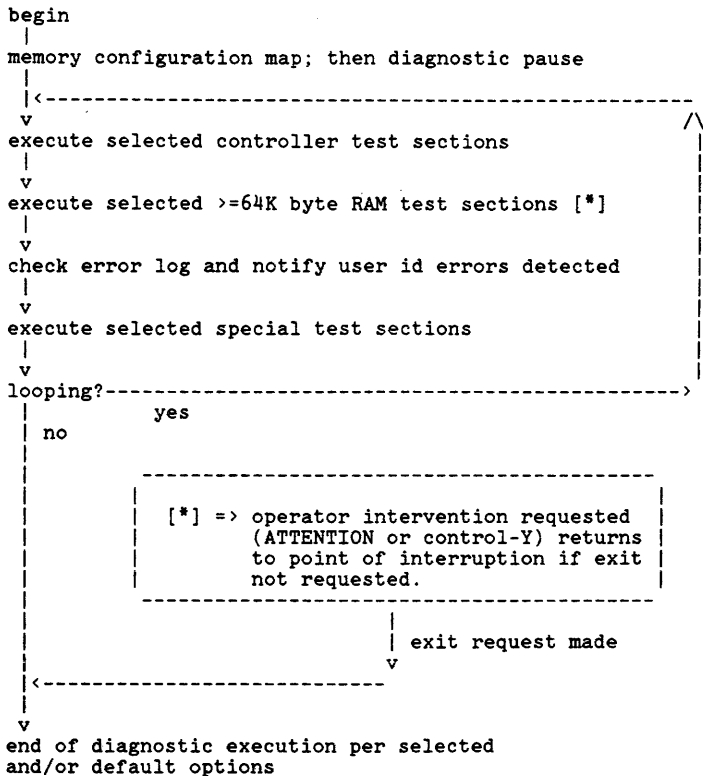 begin
memory configuration map; then diagnostic pause
execute selected controller test sections
execute selected >=64K byte RAM test sections [*]
check error log and notify user id errors detected
execute selected special test sections
looping?
yes
no
[*] => operator intervention requested
(ATTENTION or control-Y) returns
to point of interruption if exit
not requested.
exit request made
end of diagnostic execution per selected
and/or default options